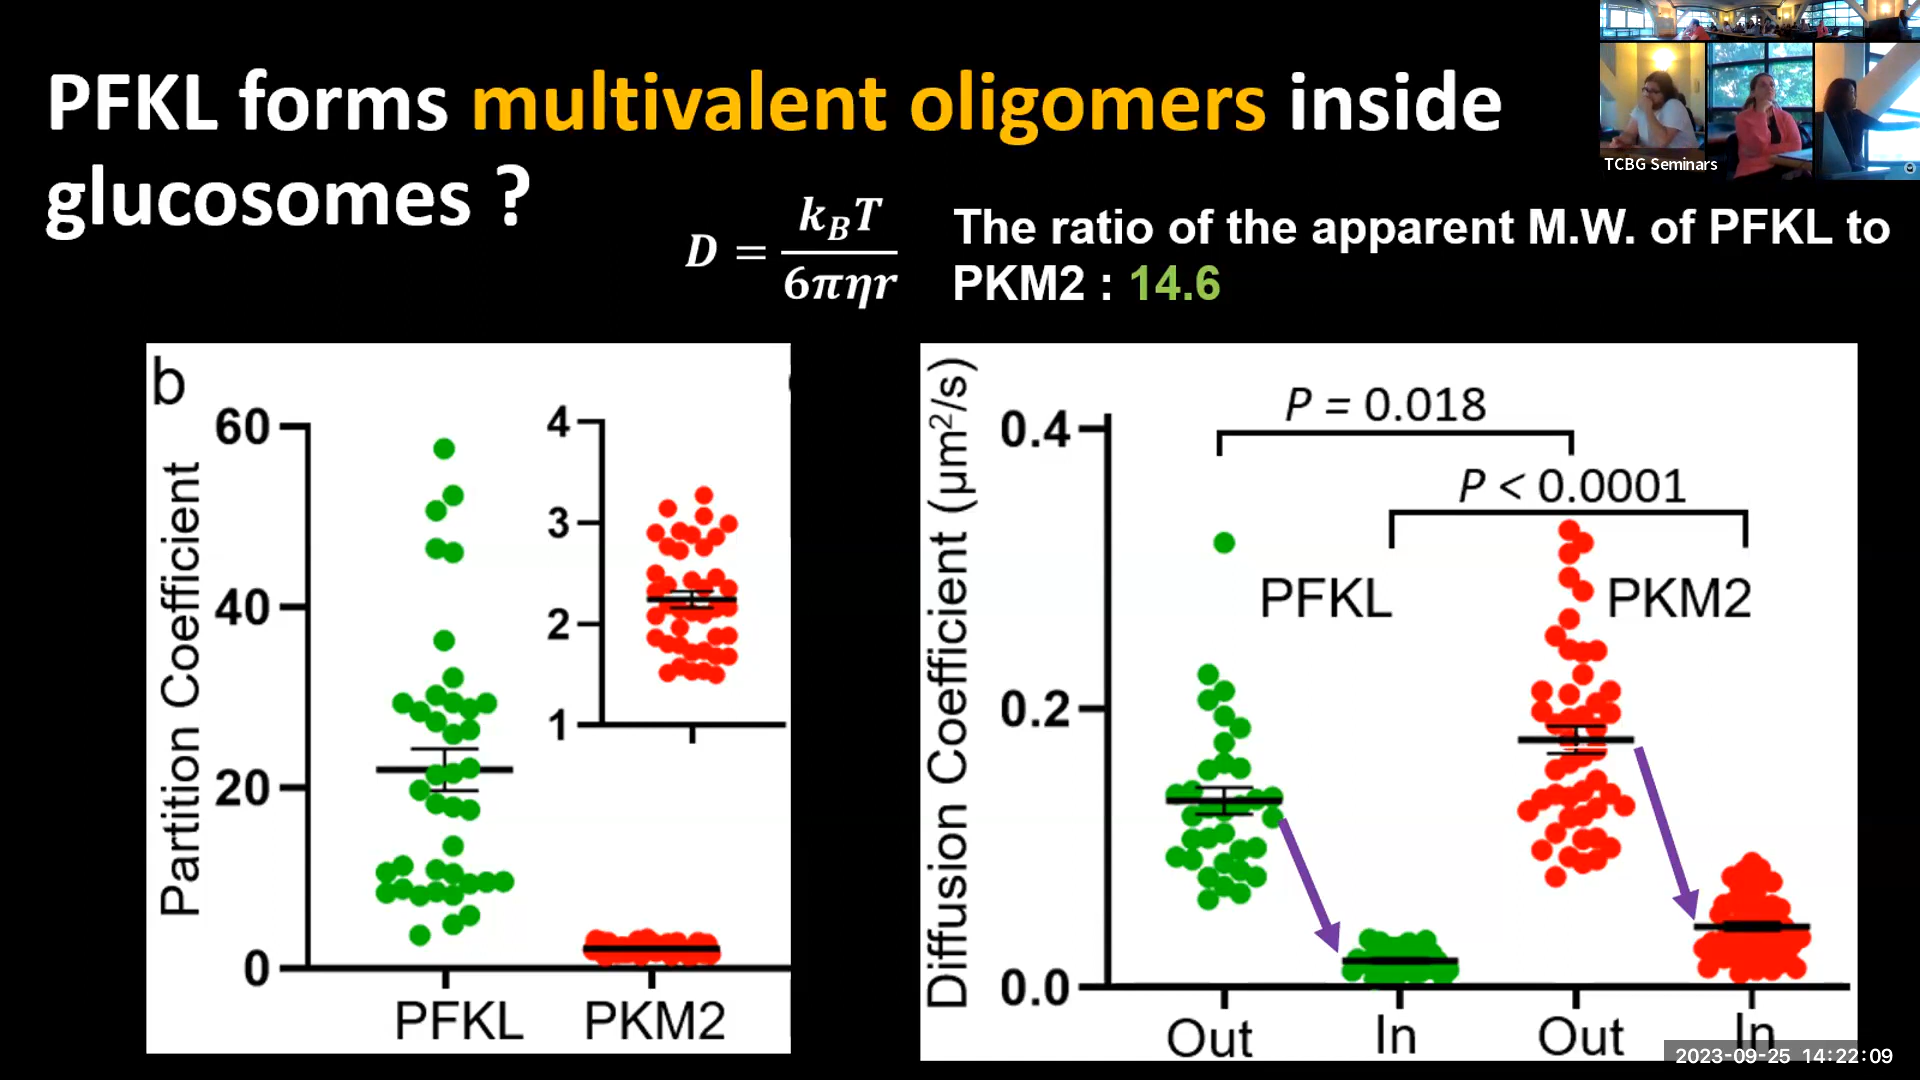 PFKL forms multivalent oligomers inside
glucosomes ?
TCBG Seminars
D = k_BT / 6πηr
The ratio of the apparent M.W. of PFKL to
PKM2 : 14.6
b
Partition Coefficient
60
40
20
0
4
3
2
1
PFKL PKM2
Diffusion Coefficient (μm²/s)
0.4
0.2
0.0
P = 0.018
P < 0.0001
PFKL PKM2
Out In Out In
2023-09-25 14:22:09